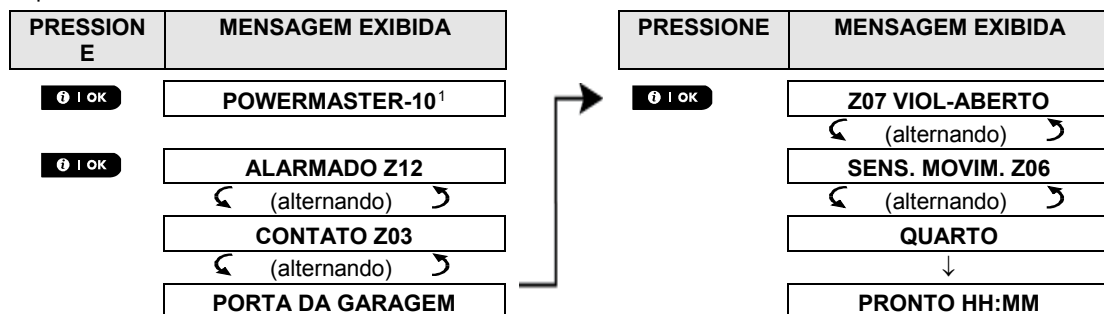 PRESSION
E
MENSAGEM EXIBIDA
i | OK
POWERMASTER-10¹
i | OK
ALARMADO Z12
(alternando)
CONTATO Z03
(alternando)
PORTA DA GARAGEM
PRESSIONE
MENSAGEM EXIBIDA
i | OK
Z07 VIOL-ABERTO
(alternando)
SENS. MOVIM. Z06
(alternando)
QUARTO
↓
PRONTO HH:MM